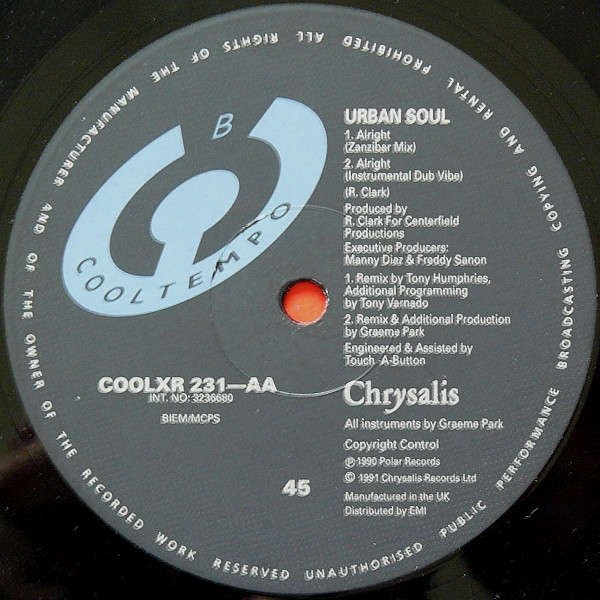 B
COOLTEMPO
URBAN SOUL
1. Alright
(Zanzibar Mix)
2. Alright
(Instrumental Dub Vibe)
(R. Clark)
Produced by
R. Clark For Centerfield
Productions
Executive Producers:
Manny Diaz & Freddy Sanon
1. Remix by Tony Humphries,
Additional Programming
by Tony Varnado
2. Remix & Additional Production
by Graeme Park
Engineered & Assisted by
Touch-A-Button
COOLXR 231—AA
INT. NO: 3236680
BIEM/MCPS
45
Chrysalis
All instruments by Graeme Park
Copyright Control
℗ 1990 Polar Records
© 1991 Chrysalis Records Ltd
Manufactured in the UK
Distributed by EMI
ALL RIGHTS OF THE MANUFACTURER AND OF THE OWNER OF THE RECORDED WORK RESERVED UNAUTHORISED PUBLIC PERFORMANCE BROADCASTING COPYING AND RENTAL PROHIBITED